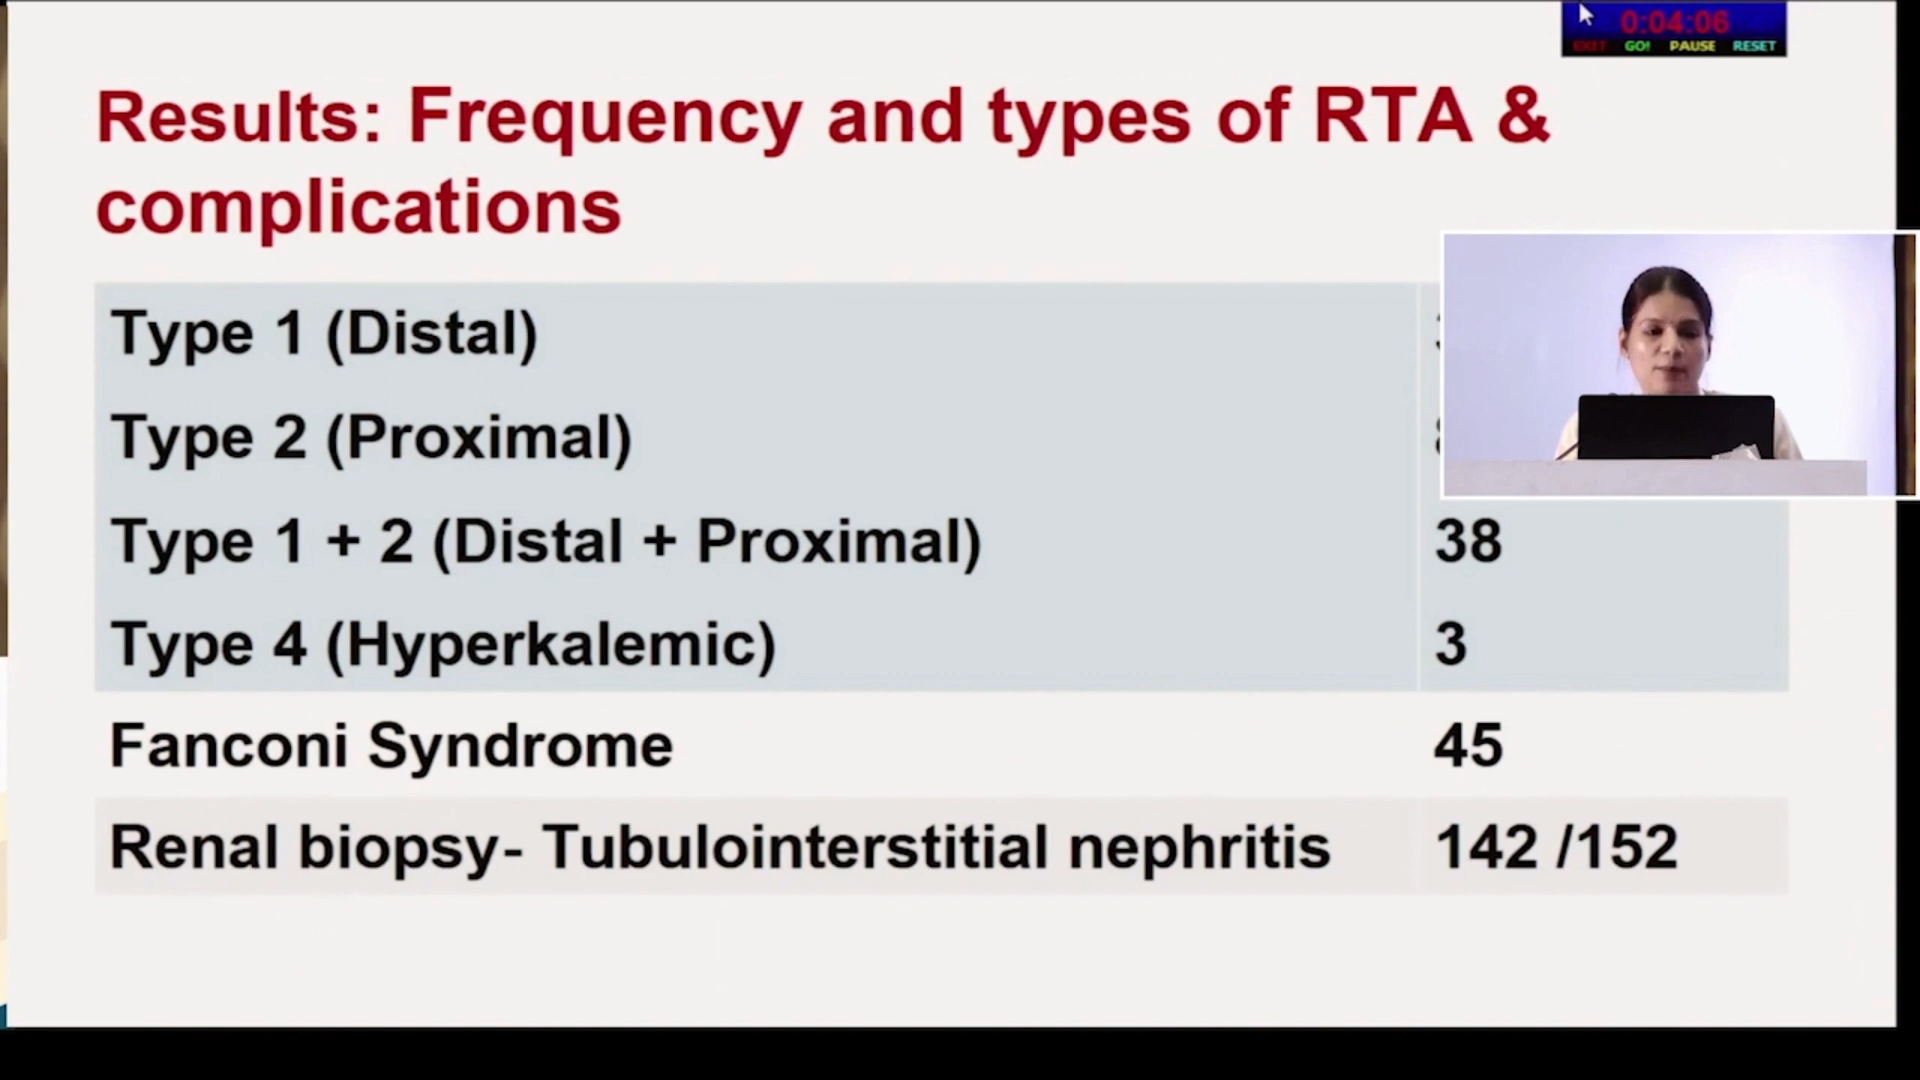 0:04:06
EXIT GO! PAUSE RESET
Results: Frequency and types of RTA &
complications
Type 1 (Distal)
Type 2 (Proximal)
Type 1 + 2 (Distal + Proximal) 38
Type 4 (Hyperkalemic) 3
Fanconi Syndrome 45
Renal biopsy- Tubulointerstitial nephritis 142 /152